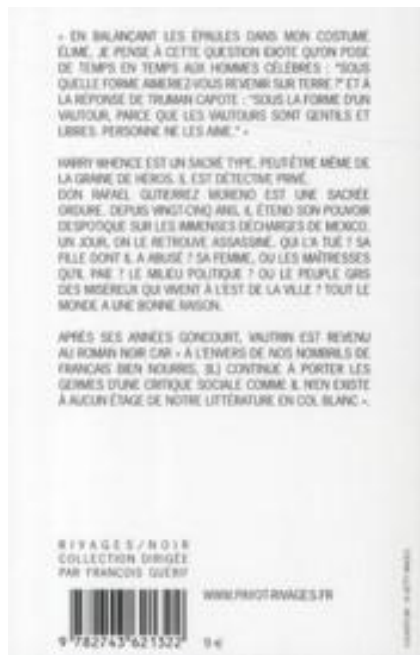 « EN BALANÇANT LES ÉPAULES DANS MON COSTUME
ÉLIMÉ, JE PENSE À CETTE QUESTION IDIOTE QU'ON POSE
DE TEMPS EN TEMPS AUX HOMMES CÉLÈBRES : "SOUS
QUELLE FORME AIMERIEZ-VOUS REVENIR SUR TERRE ?" ET À
LA RÉPONSE DE TRUMAN CAPOTE : "SOUS LA FORME D'UN
VAUTOUR, PARCE QUE LES VAUTOURS SONT GENTILS ET
LIBRES. PERSONNE NE LES AIME." »
HARRY WHENCE EST UN SACRÉ TYPE. PEUT-ÊTRE MÊME DE
LA GRAINE DE HÉROS. IL EST DÉTECTIVE PRIVÉ.
DON RAFAEL GUTIERREZ MORENO EST UNE SACRÉE
ORDURE. DEPUIS VINGT-CINQ ANS, IL ÉTEND SON POUVOIR
DESPOTIQUE SUR LES IMMENSES DÉCHARGES DE MEXICO.
UN JOUR, ON LE RETROUVE ASSASSINÉ. QUI L'A TUÉ ? SA
FILLE DONT IL A ABUSÉ ? SA FEMME, OU LES MAÎTRESSES
QU'IL PAIE ? LE MILIEU POLITIQUE ? OU LE PEUPLE GRIS
DES MISÉREUX QUI VIVENT À L'EST DE LA VILLE ? TOUT LE
MONDE A UNE BONNE RAISON.
APRÈS SES ANNÉES GONCOURT, VAUTRIN EST REVENU
AU ROMAN NOIR CAR « À L'ENVERS DE NOS NOMBRILS DE
FRANÇAIS BIEN NOURRIS, [IL] CONTINUE À PORTER LES
GERMES D'UNE CRITIQUE SOCIALE COMME IL N'EN EXISTE
À AUCUN ÉTAGE DE NOTRE LITTÉRATURE EN COL BLANC ».
RIVAGES/NOIR
COLLECTION DIRIGÉE
PAR FRANÇOIS GUÉRIF
WWW.PAYOT-RIVAGES.FR
9 782743 621322
9 €